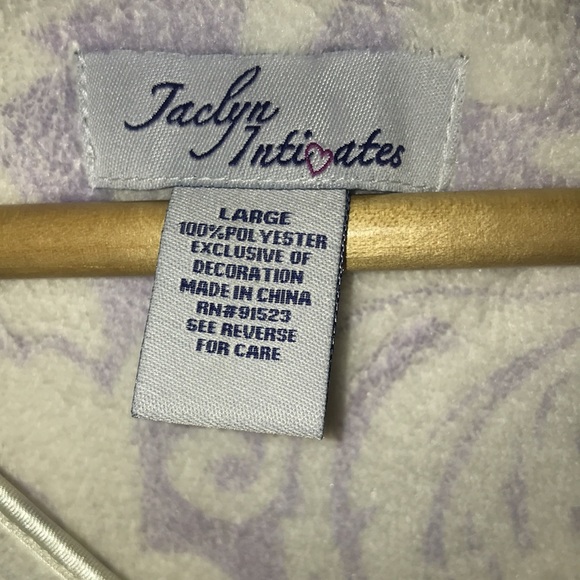 Jaclyn
Intimates
LARGE
100%POLYESTER
EXCLUSIVE OF
DECORATION
MADE IN CHINA
RN#91523
SEE REVERSE
FOR CARE